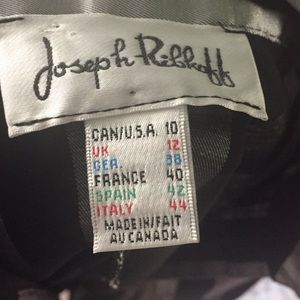 Joseph Ribkoff
CAN/U.S.A. 10
UK 12
GER. 38
FRANCE 40
SPAIN 42
ITALY 44
MADE IN/FAIT
AU CANADA